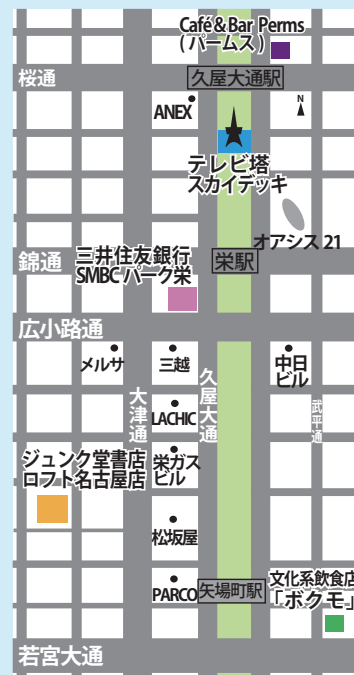 Café&Bar Perms
(パームス)
桜通
久屋大通駅
ANEX
N
テレビ塔
スカイデッキ
オアシス21
錦通
三井住友銀行
SMBCパーク栄
栄駅
広小路通
メルサ
三越
中日
ビル
大津通
久屋大通
武平通
LACHIC
ジュンク堂書店
ロフト名古屋店
栄ガス
ビル
松坂屋
PARCO
矢場町駅
文化系飲食店
「ボクモ」
若宮大通